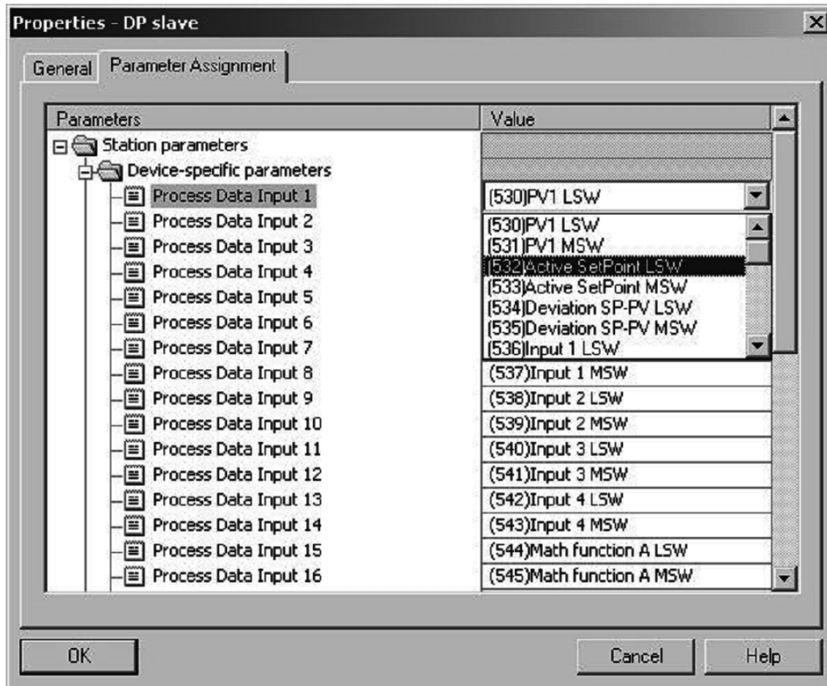 Properties - DP slave
General Parameter Assignment
Parameters Value
Station parameters
Device-specific parameters
Process Data Input 1 (530)PV1 LSW
Process Data Input 2 (530)PV1 LSW
Process Data Input 3 (531)PV1 MSW
Process Data Input 4 (532)Active SetPoint LSW
Process Data Input 5 (533)Active SetPoint MSW
Process Data Input 6 (534)Deviation SP-PV LSW
(535)Deviation SP-PV MSW
Process Data Input 7 (536)Input 1 LSW
Process Data Input 8 (537)Input 1 MSW
Process Data Input 9 (538)Input 2 LSW
Process Data Input 10 (539)Input 2 MSW
Process Data Input 11 (540)Input 3 LSW
Process Data Input 12 (541)Input 3 MSW
Process Data Input 13 (542)Input 4 LSW
Process Data Input 14 (543)Input 4 MSW
Process Data Input 15 (544)Math function A LSW
Process Data Input 16 (545)Math function A MSW
OK Cancel Help